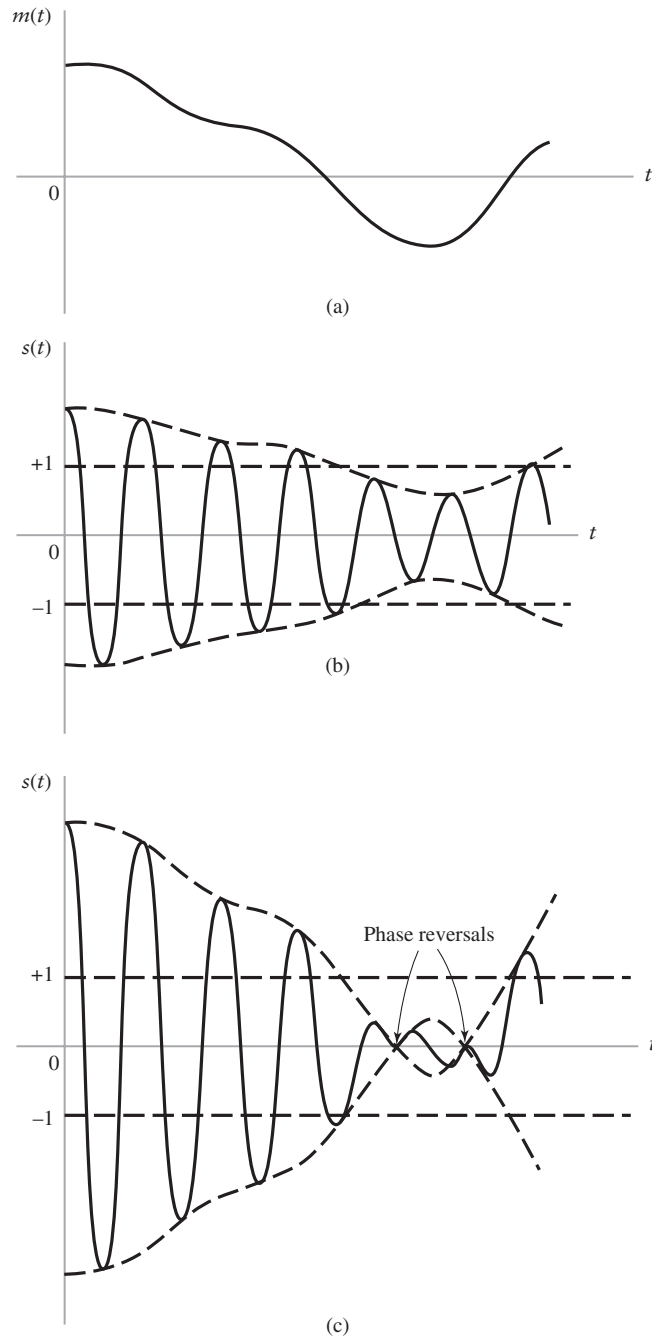 m(t)
0
t
(a)
s(t)
+1
0
t
–1
(b)
s(t)
Phase reversals
+1
0
t
–1
(c)